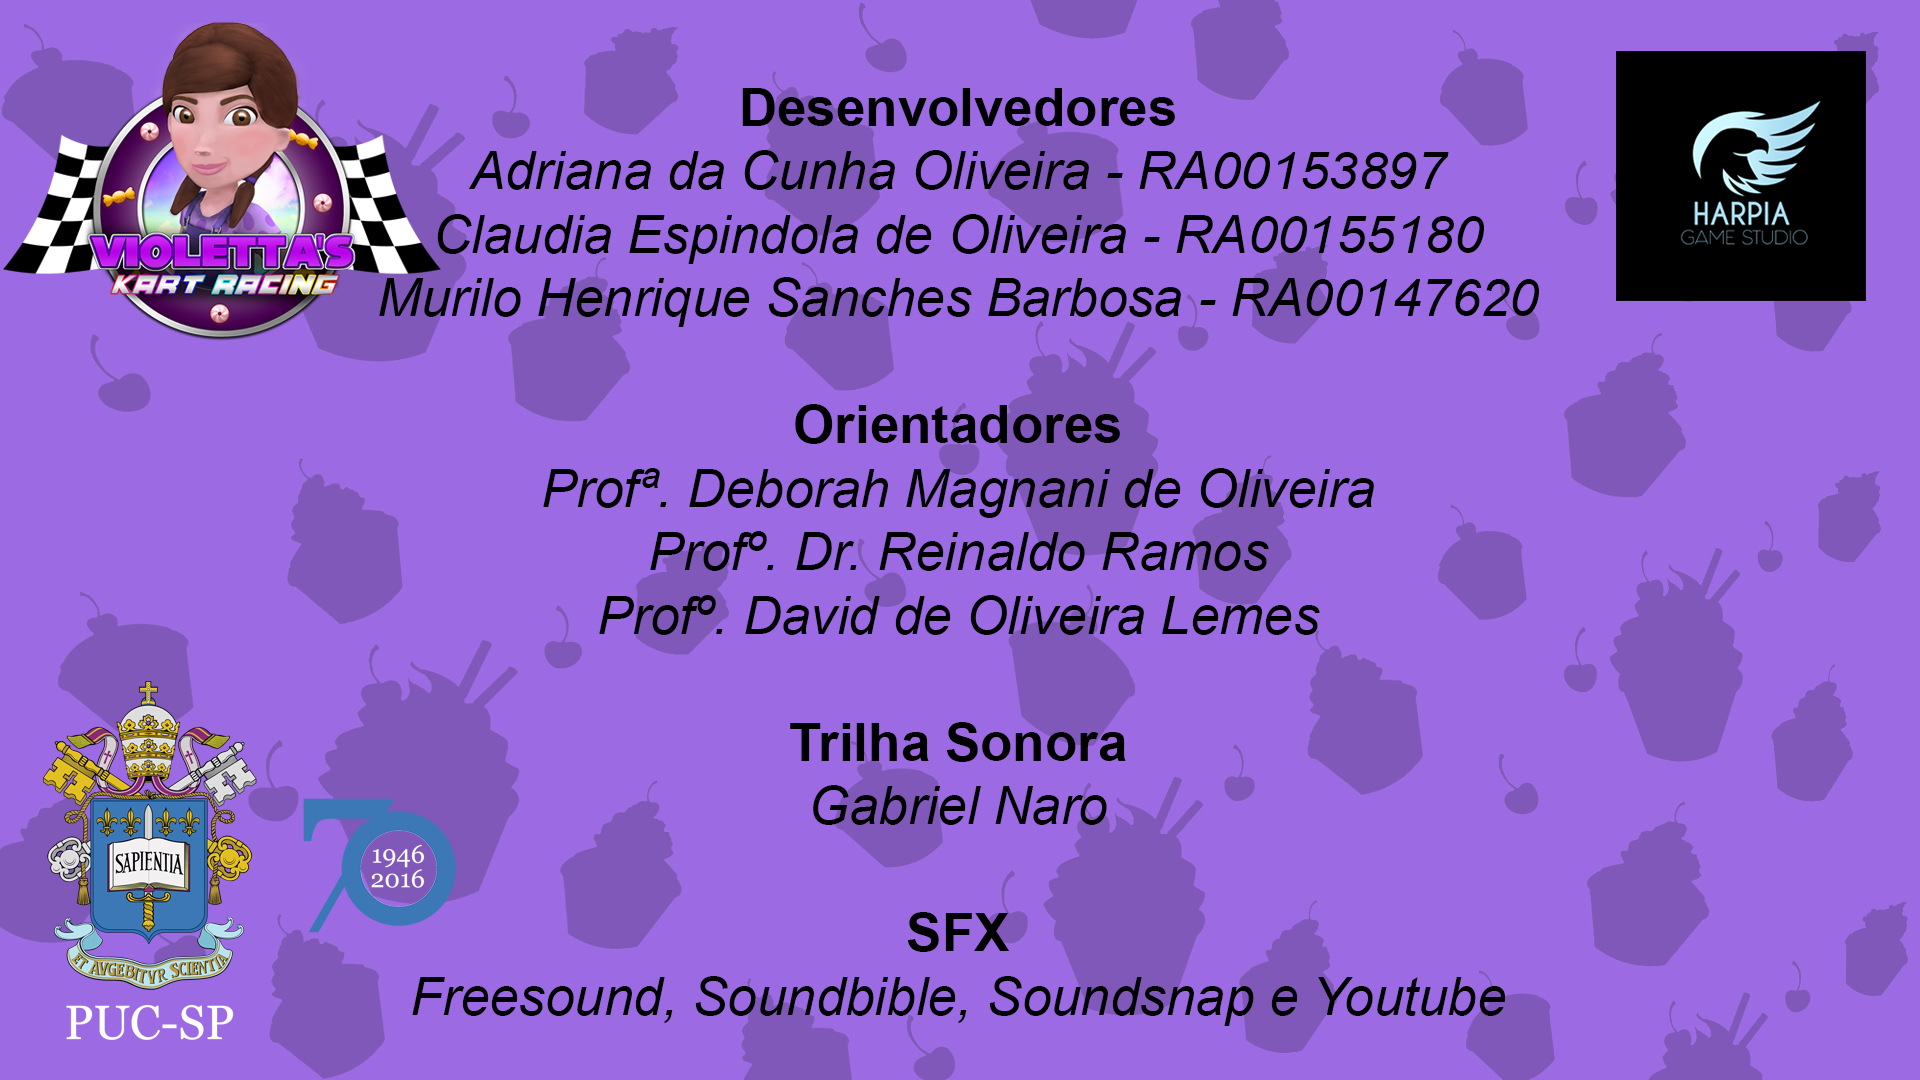 VIOLETTA'S
KART RACING
HARPIA
GAME STUDIO
Desenvolvedores
Adriana da Cunha Oliveira - RA00153897
Claudia Espindola de Oliveira - RA00155180
Murilo Henrique Sanches Barbosa - RA00147620
Orientadores
Profª. Deborah Magnani de Oliveira
Profº. Dr. Reinaldo Ramos
Profº. David de Oliveira Lemes
Trilha Sonora
Gabriel Naro
SFX
Freesound, Soundbible, Soundsnap e Youtube
SAPIENTIA
ET AVGEBITVR SCIENTIA
PUC-SP
70
1946
2016